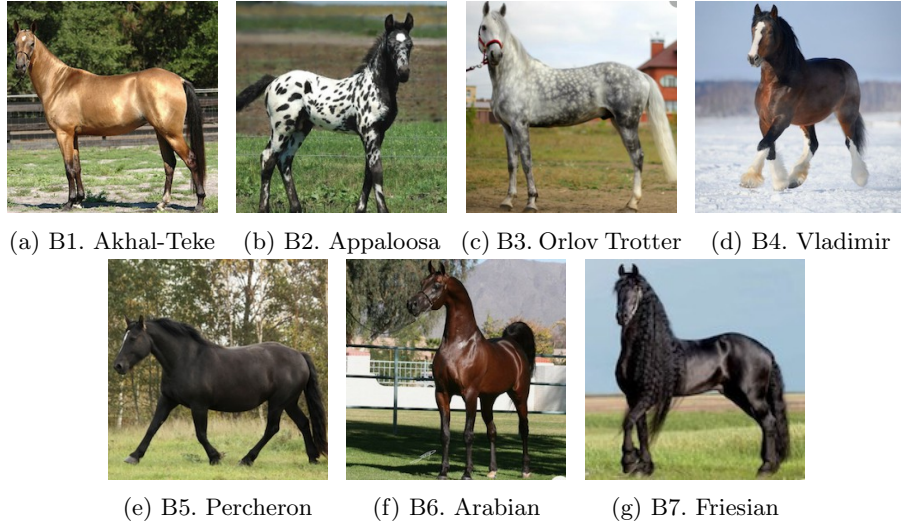 (a) B1. Akhal-Teke
(b) B2. Appaloosa
(c) B3. Orlov Trotter
(d) B4. Vladimir
(e) B5. Percheron
(f) B6. Arabian
(g) B7. Friesian